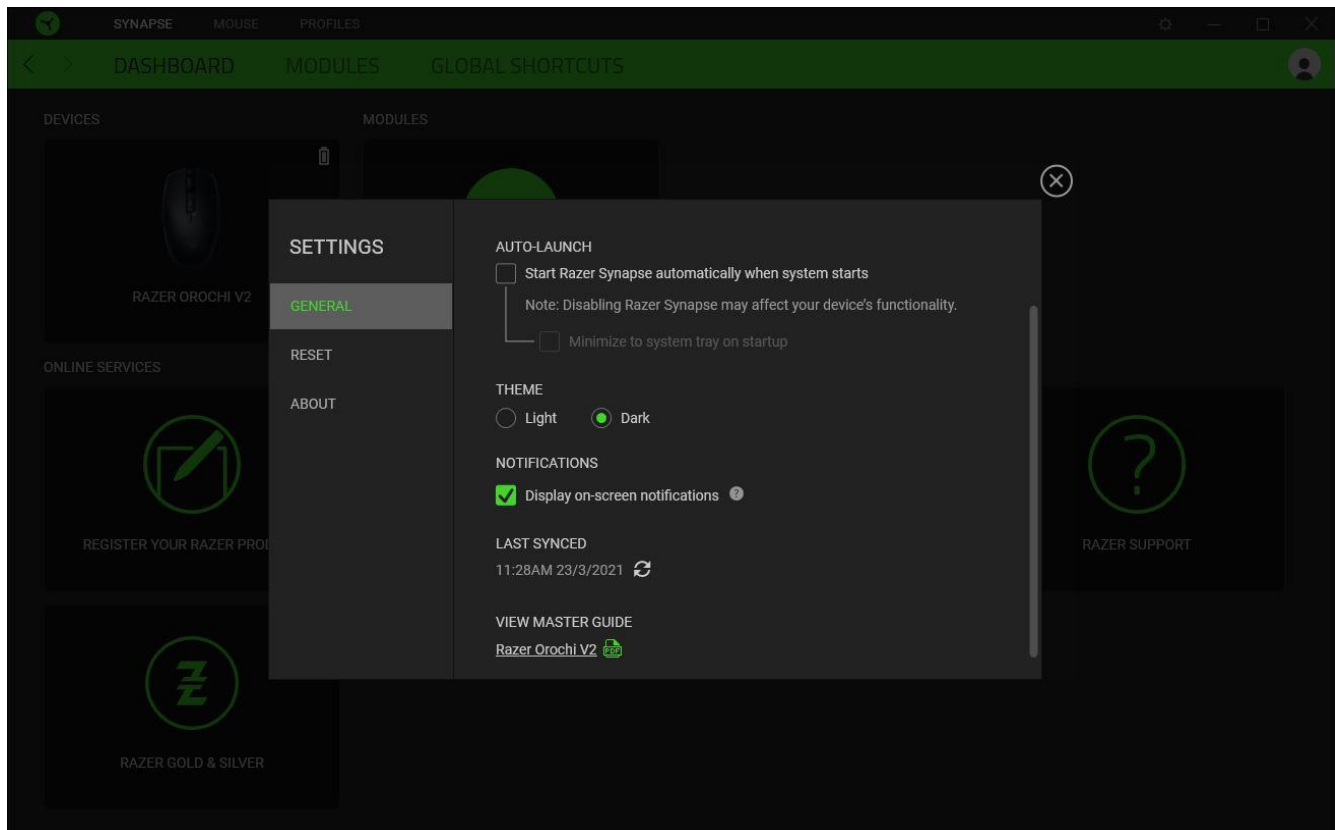 SYNAPSE MOUSE PROFILES
DASHBOARD MODULES GLOBAL SHORTCUTS
DEVICES MODULES
RAZER OROCHI V2
ONLINE SERVICES
REGISTER YOUR RAZER
RAZER SUPPORT
RAZER GOLD & SILVER
SETTINGS
GENERAL
RESET
ABOUT
AUTO-LAUNCH
Start Razer Synapse automatically when system starts
Note: Disabling Razer Synapse may affect your device's functionality.
Minimize to system tray on startup
THEME
Light Dark
NOTIFICATIONS
Display on-screen notifications ?
LAST SYNCED
11:28AM 23/3/2021
VIEW MASTER GUIDE
Razer Orochi V2 PDF